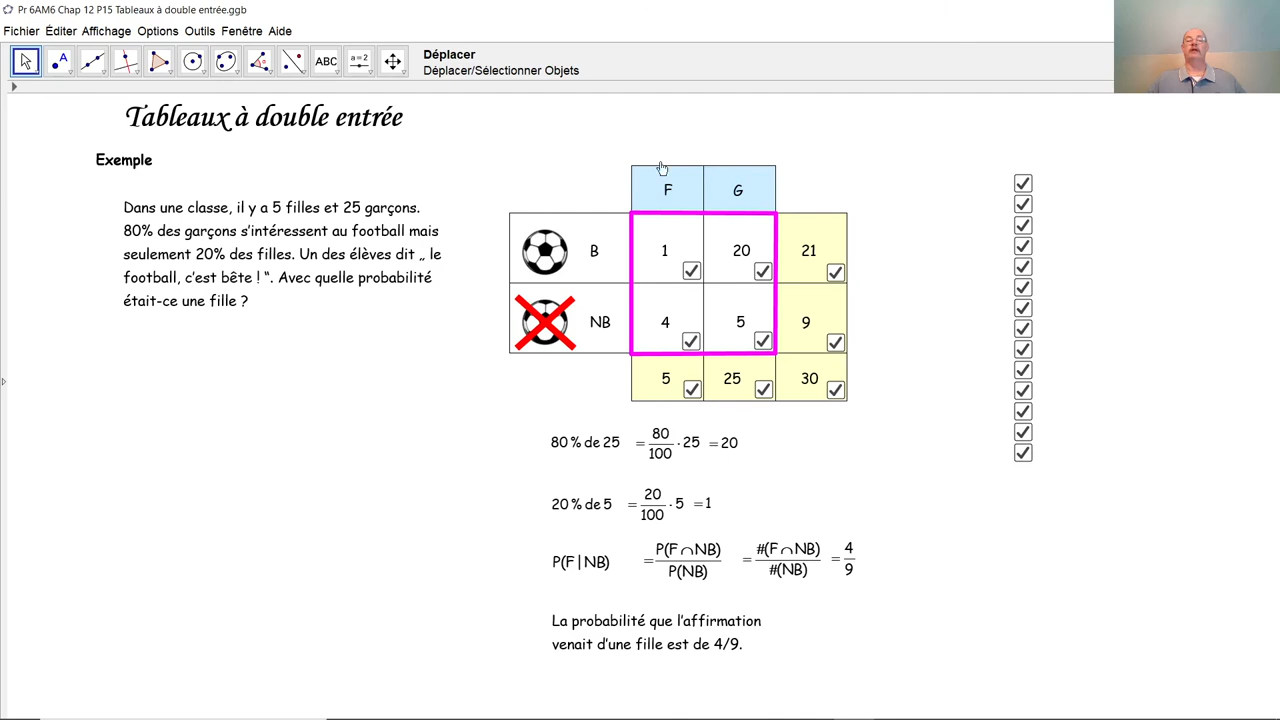 Pr 6AM6 Chap 12 P15 Tableaux à double entrée.ggb
Fichier Éditer Affichage Options Outils Fenêtre Aide
A ABC a=2 Déplacer
Déplacer/Sélectionner Objets
Tableaux à double entrée
Exemple
Dans une classe, il y a 5 filles et 25 garçons.
80% des garçons s'intéressent au football mais
seulement 20% des filles. Un des élèves dit „ le
football, c'est bête ! “. Avec quelle probabilité
était-ce une fille ?
F G
B 1 20 21
NB 4 5 9
5 25 30
80 % de 25 = 80/100 · 25 = 20
20 % de 5 = 20/100 · 5 = 1
P(F | NB) = P(F ∩ NB)/P(NB) = #(F ∩ NB)/#(NB) = 4/9
La probabilité que l'affirmation
venait d'une fille est de 4/9.